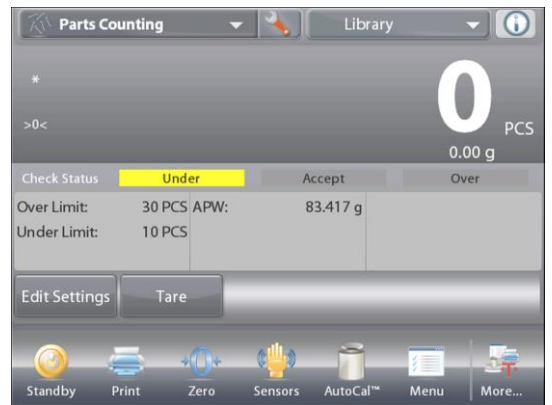 Parts Counting Library
*
0 PCS
>0<
0.00 g
Check Status Under Accept Over
Over Limit: 30 PCS APW: 83.417 g
Under Limit: 10 PCS
Edit Settings Tare
Standby Print Zero Sensors AutoCal™ Menu More...